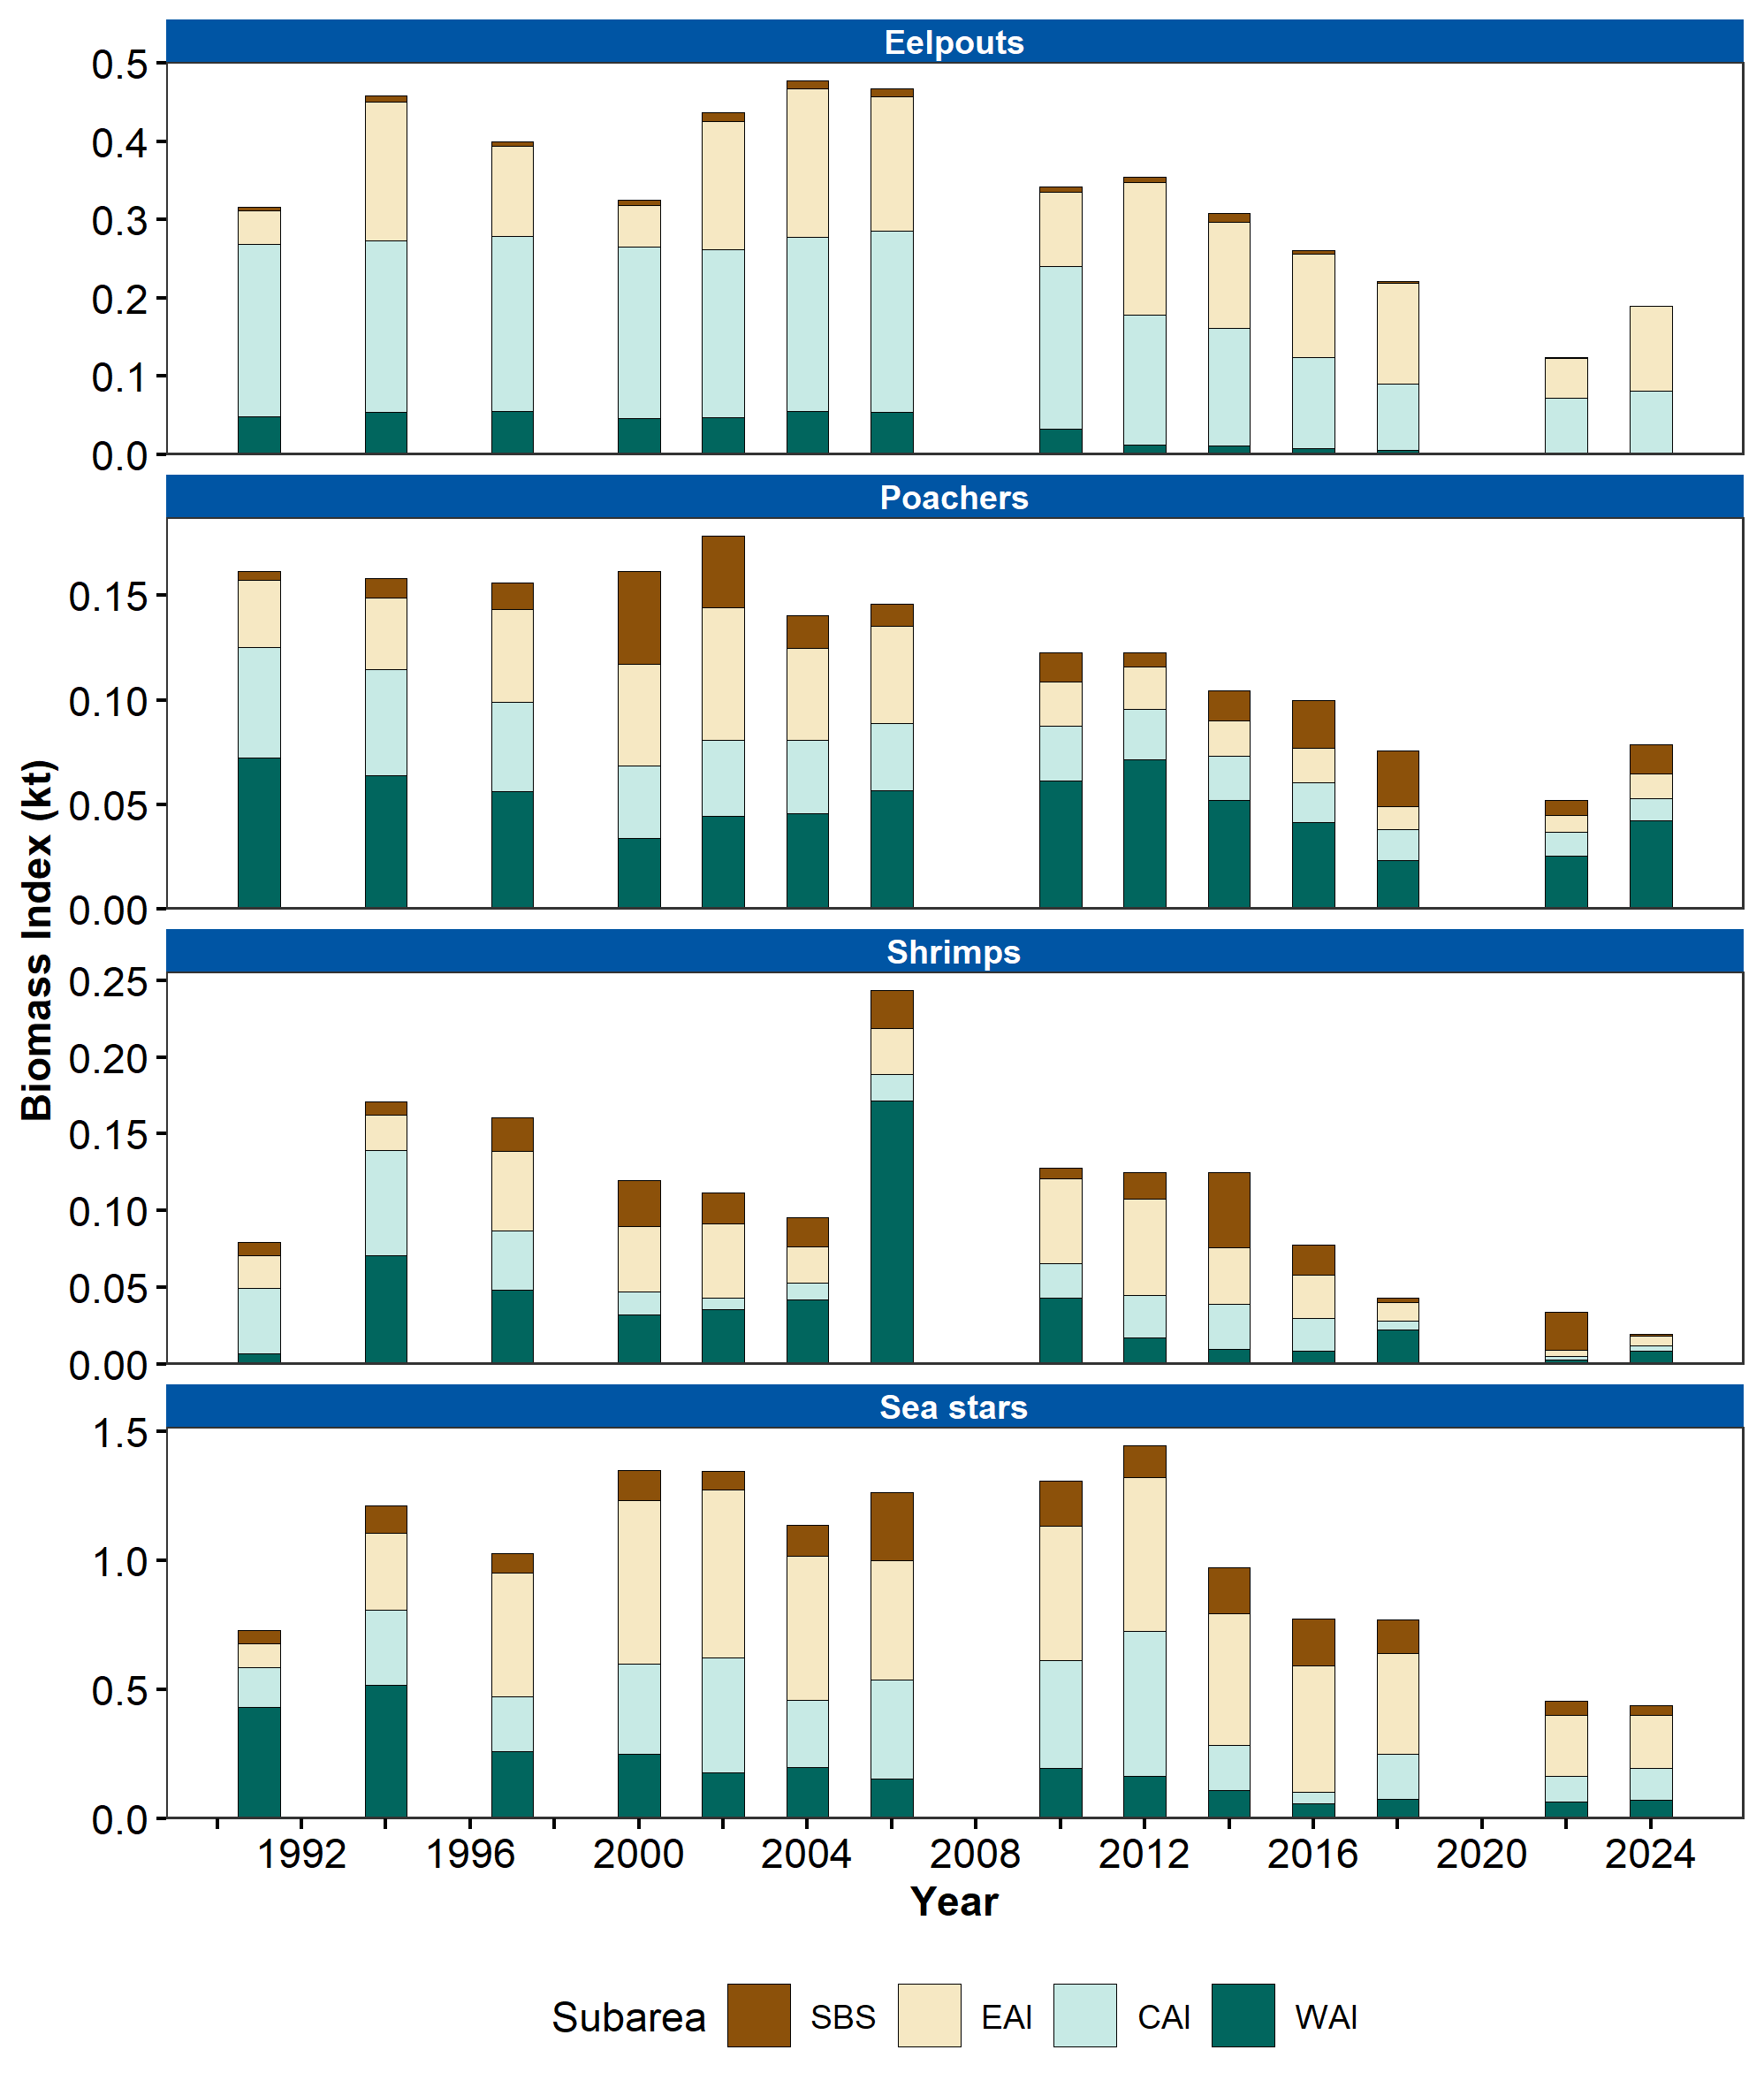 Eelpouts
0.5
0.4
0.3
0.2
0.1
0.0
Poachers
0.15
0.10
0.05
0.00
Shrimps
0.25
0.20
0.15
0.10
0.05
0.00
Sea stars
1.5
1.0
0.5
0.0
Biomass Index (kt)
1992 1996 2000 2004 2008 2012 2016 2020 2024
Year
Subarea SBS EAI CAI WAI